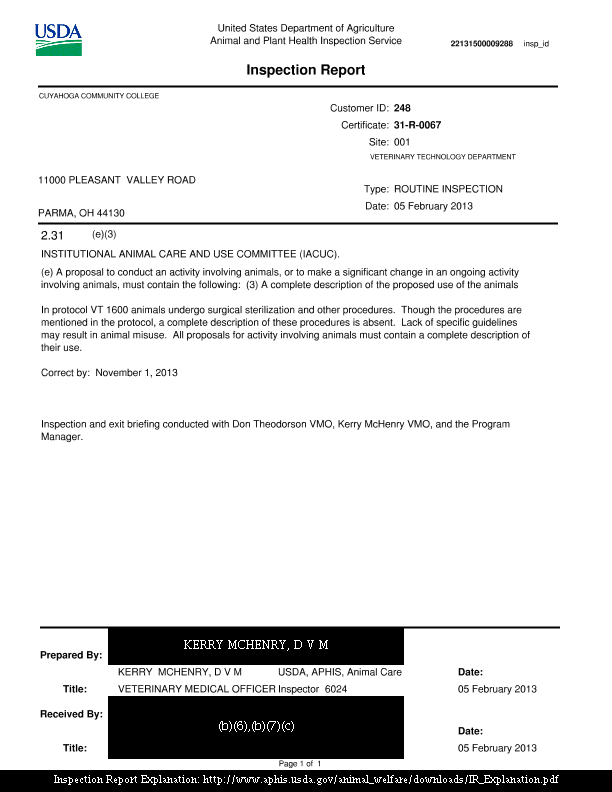 USDA
United States Department of Agriculture
Animal and Plant Health Inspection Service
22131500009288 insp_id
Inspection Report
CUYAHOGA COMMUNITY COLLEGE
Customer ID: 248
Certificate: 31-R-0067
Site: 001
VETERINARY TECHNOLOGY DEPARTMENT
11000 PLEASANT VALLEY ROAD
Type: ROUTINE INSPECTION
Date: 05 February 2013
PARMA, OH 44130
2.31 (e)(3)
INSTITUTIONAL ANIMAL CARE AND USE COMMITTEE (IACUC).
(e) A proposal to conduct an activity involving animals, or to make a significant change in an ongoing activity
involving animals, must contain the following: (3) A complete description of the proposed use of the animals
In protocol VT 1600 animals undergo surgical sterilization and other procedures. Though the procedures are
mentioned in the protocol, a complete description of these procedures is absent. Lack of specific guidelines
may result in animal misuse. All proposals for activity involving animals must contain a complete description of
their use.
Correct by: November 1, 2013
Inspection and exit briefing conducted with Don Theodorson VMO, Kerry McHenry VMO, and the Program
Manager.
KERRY MCHENRY, D V M
Prepared By:
KERRY MCHENRY, D V M USDA, APHIS, Animal Care Date:
Title: VETERINARY MEDICAL OFFICER Inspector 6024 05 February 2013
Received By:
(b)(6),(b)(7)(c)
Date:
Title: 05 February 2013
Page 1 of 1
Inspection Report Explanation: http://www.aphis.usda.gov/animal_welfare/downloads/IR_Explanation.pdf